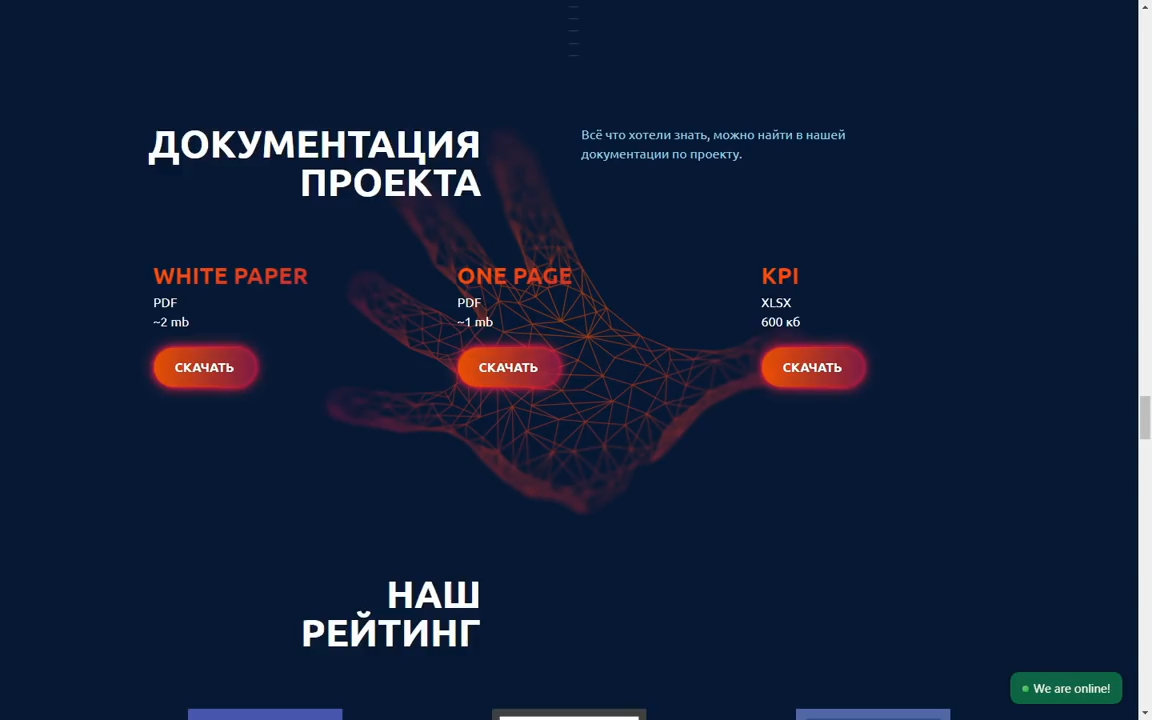 ДОКУМЕНТАЦИЯ
ПРОЕКТА
Всё что хотели знать, можно найти в нашей
документации по проекту.
WHITE PAPER
PDF
~2 mb
СКАЧАТЬ
ONE PAGE
PDF
~1 mb
СКАЧАТЬ
KPI
XLSX
600 кб
СКАЧАТЬ
НАШ
РЕЙТИНГ
We are online!